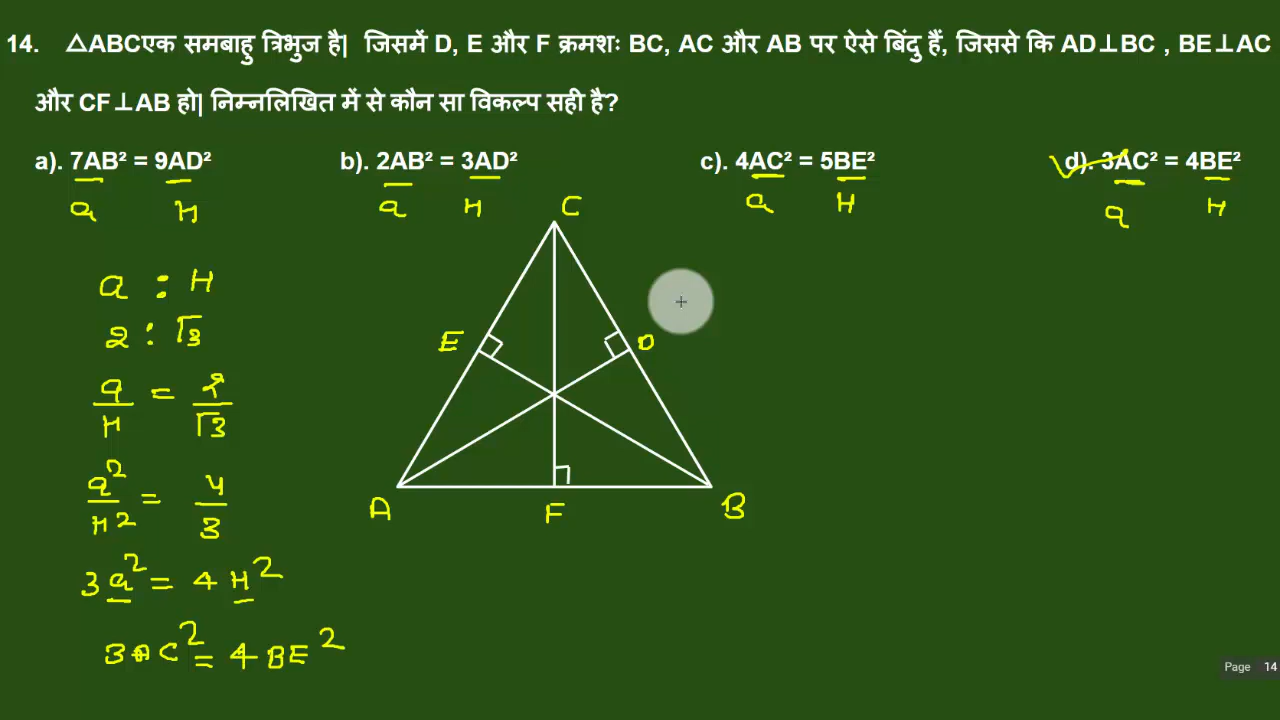 14. △ABCएक समबाहु त्रिभुज है| जिसमें D, E और F क्रमशः BC, AC और AB पर ऐसे बिंदु हैं, जिससे कि AD⊥BC , BE⊥AC
और CF⊥AB हो| निम्नलिखित में से कौन सा विकल्प सही है?
a). 7AB² = 9AD² b). 2AB² = 3AD² c). 4AC² = 5BE² d). 3AC² = 4BE²
a H a H a H a H
C
a : H
2 : √3
E D
a/H = 2/√3
a²/H² = 4/3
A F B
3a² = 4H²
3AC² = 4BE²
Page 14